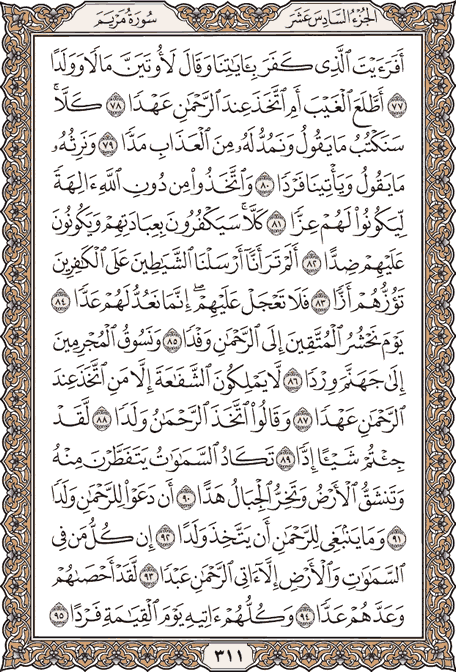 الجزء السادس عشر
سورة مريم
أَفَرَءَيْتَ ٱلَّذِى كَفَرَ بِـَٔايَٰتِنَا وَقَالَ لَأُوتَيَنَّ مَالًا وَوَلَدًا
٧٧ أَطَّلَعَ ٱلْغَيْبَ أَمِ ٱتَّخَذَ عِندَ ٱلرَّحْمَٰنِ عَهْدًا ٧٨ كَلَّا ۚ
سَنَكْتُبُ مَا يَقُولُ وَنَمُدُّ لَهُۥ مِنَ ٱلْعَذَابِ مَدًّا ٧٩ وَنَرِثُهُۥ
مَا يَقُولُ وَيَأْتِينَا فَرْدًا ٨٠ وَٱتَّخَذُوا۟ مِن دُونِ ٱللَّهِ ءَالِهَةً
لِّيَكُونُوا۟ لَهُمْ عِزًّا ٨١ كَلَّا ۚ سَيَكْفُرُونَ بِعِبَادَتِهِمْ وَيَكُونُونَ
عَلَيْهِمْ ضِدًّا ٨٢ أَلَمْ تَرَ أَنَّآ أَرْسَلْنَا ٱلشَّيَٰطِينَ عَلَى ٱلْكَٰفِرِينَ
تَؤُزُّهُمْ أَزًّا ٨٣ فَلَا تَعْجَلْ عَلَيْهِمْ ۖ إِنَّمَا نَعُدُّ لَهُمْ عَدًّا ٨٤
يَوْمَ نَحْشُرُ ٱلْمُتَّقِينَ إِلَى ٱلرَّحْمَٰنِ وَفْدًا ٨٥ وَنَسُوقُ ٱلْمُجْرِمِينَ
إِلَىٰ جَهَنَّمَ وِرْدًا ٨٦ لَّا يَمْلِكُونَ ٱلشَّفَٰعَةَ إِلَّا مَنِ ٱتَّخَذَ عِندَ
ٱلرَّحْمَٰنِ عَهْدًا ٨٧ وَقَالُوا۟ ٱتَّخَذَ ٱلرَّحْمَٰنُ وَلَدًا ٨٨ لَّقَدْ
جِئْتُمْ شَيْـًٔا إِدًّا ٨٩ تَكَادُ ٱلسَّمَٰوَٰتُ يَتَفَطَّرْنَ مِنْهُ
وَتَنشَقُّ ٱلْأَرْضُ وَتَخِرُّ ٱلْجِبَالُ هَدًّا ٩٠ أَن دَعَوْا۟ لِلرَّحْمَٰنِ وَلَدًا
٩١ وَمَا يَنۢبَغِى لِلرَّحْمَٰنِ أَن يَتَّخِذَ وَلَدًا ٩٢ إِن كُلُّ مَن فِى
ٱلسَّمَٰوَٰتِ وَٱلْأَرْضِ إِلَّآ ءَاتِى ٱلرَّحْمَٰنِ عَبْدًا ٩٣ لَّقَدْ أَحْصَىٰهُمْ
وَعَدَّهُمْ عَدًّا ٩٤ وَكُلُّهُمْ ءَاتِيهِ يَوْمَ ٱلْقِيَٰمَةِ فَرْدًا ٩٥
٣١١